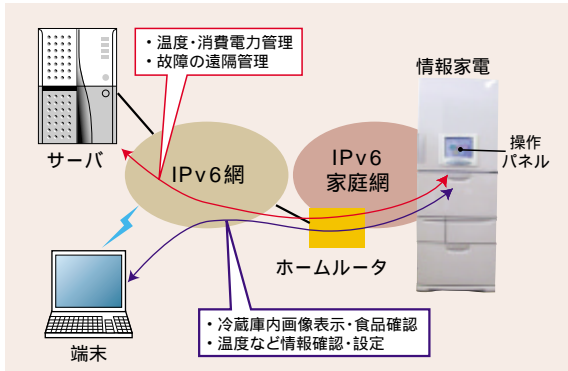 ・温度・消費電力管理
・故障の遠隔管理
情報家電
サーバ
IPv6網
IPv6
家庭網
操作
パネル
ホームルータ
端末
・冷蔵庫内画像表示・食品確認
・温度など情報確認・設定